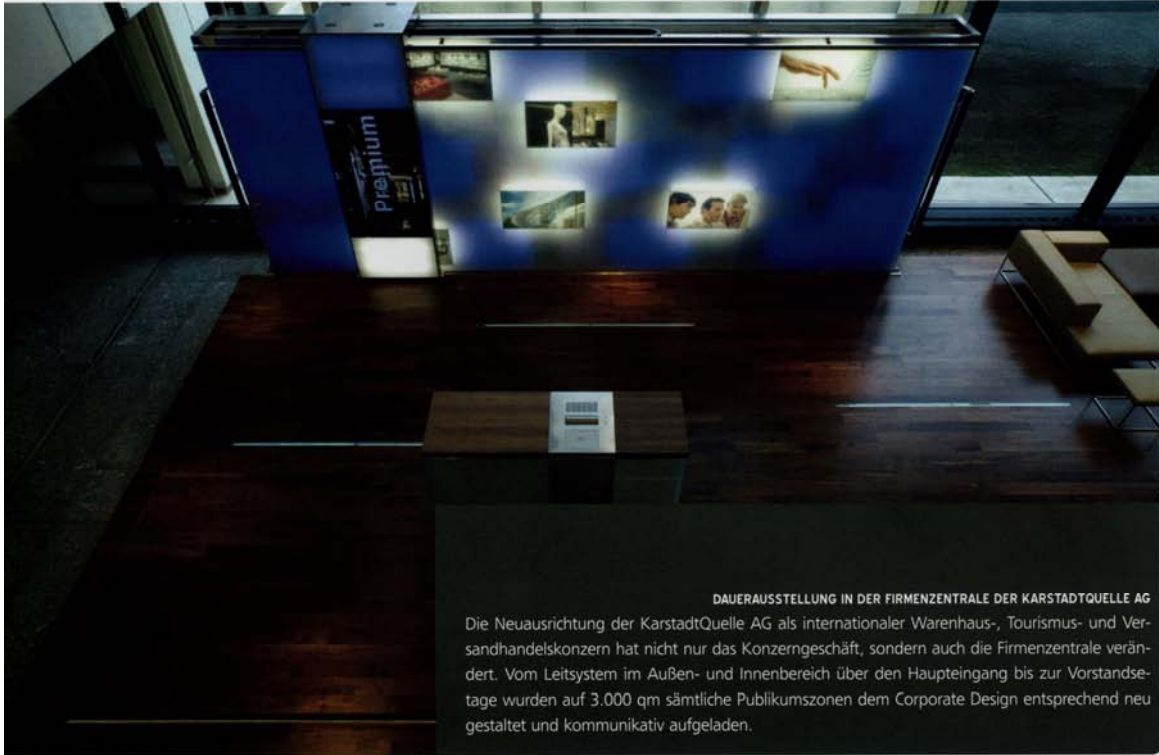 Premium
DAUERAUSSTELLUNG IN DER FIRMENZENTRALE DER KARSTADTQUELLE AG
Die Neuausrichtung der KarstadtQuelle AG als internationaler Warenhaus-, Tourismus- und Ver-
sandhandelskonzern hat nicht nur das Konzerngeschäft, sondern auch die Firmenzentrale verän-
dert. Vom Leitsystem im Außen- und Innenbereich über den Haupteingang bis zur Vorstandse-
tage wurden auf 3.000 qm sämtliche Publikumszonen dem Corporate Design entsprechend neu
gestaltet und kommunikativ aufgeladen.